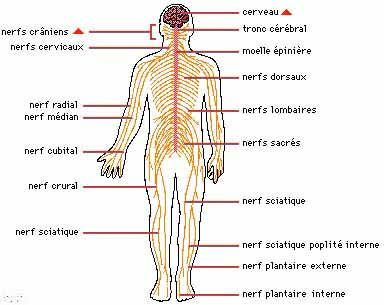 cerveau
tronc cérébral
nerfs crâniens
nerfs cervicaux
moelle épinière
nerfs dorsaux
nerf radial
nerf médian
nerfs lombaires
nerf cubital
nerfs sacrés
nerf crural
nerf sciatique
nerf sciatique
nerf sciatique poplité interne
nerf plantaire externe
nerf plantaire interne